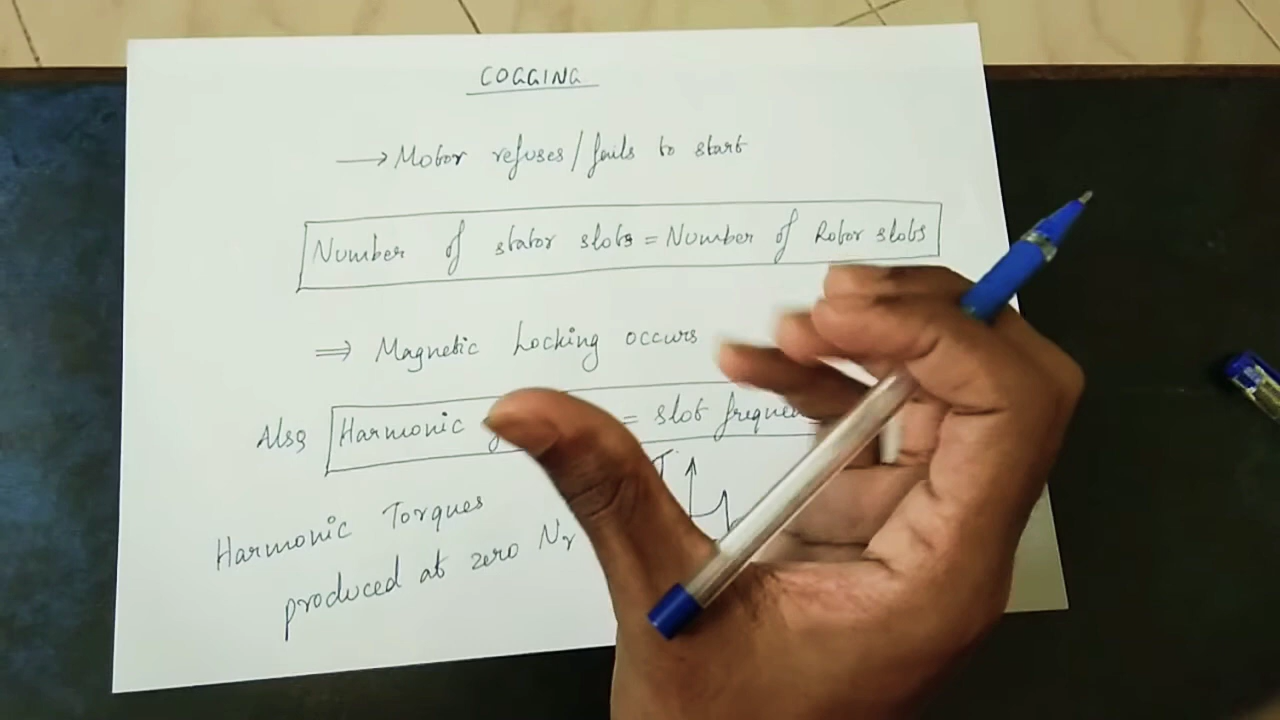 COGGING
→ Motor refuses/fails to start
Number of stator slots = Number of Rotor slots
⇒ Magnetic Locking occurs
Also Harmonic = slot
Harmonic Torques
produced at zero Nr
T